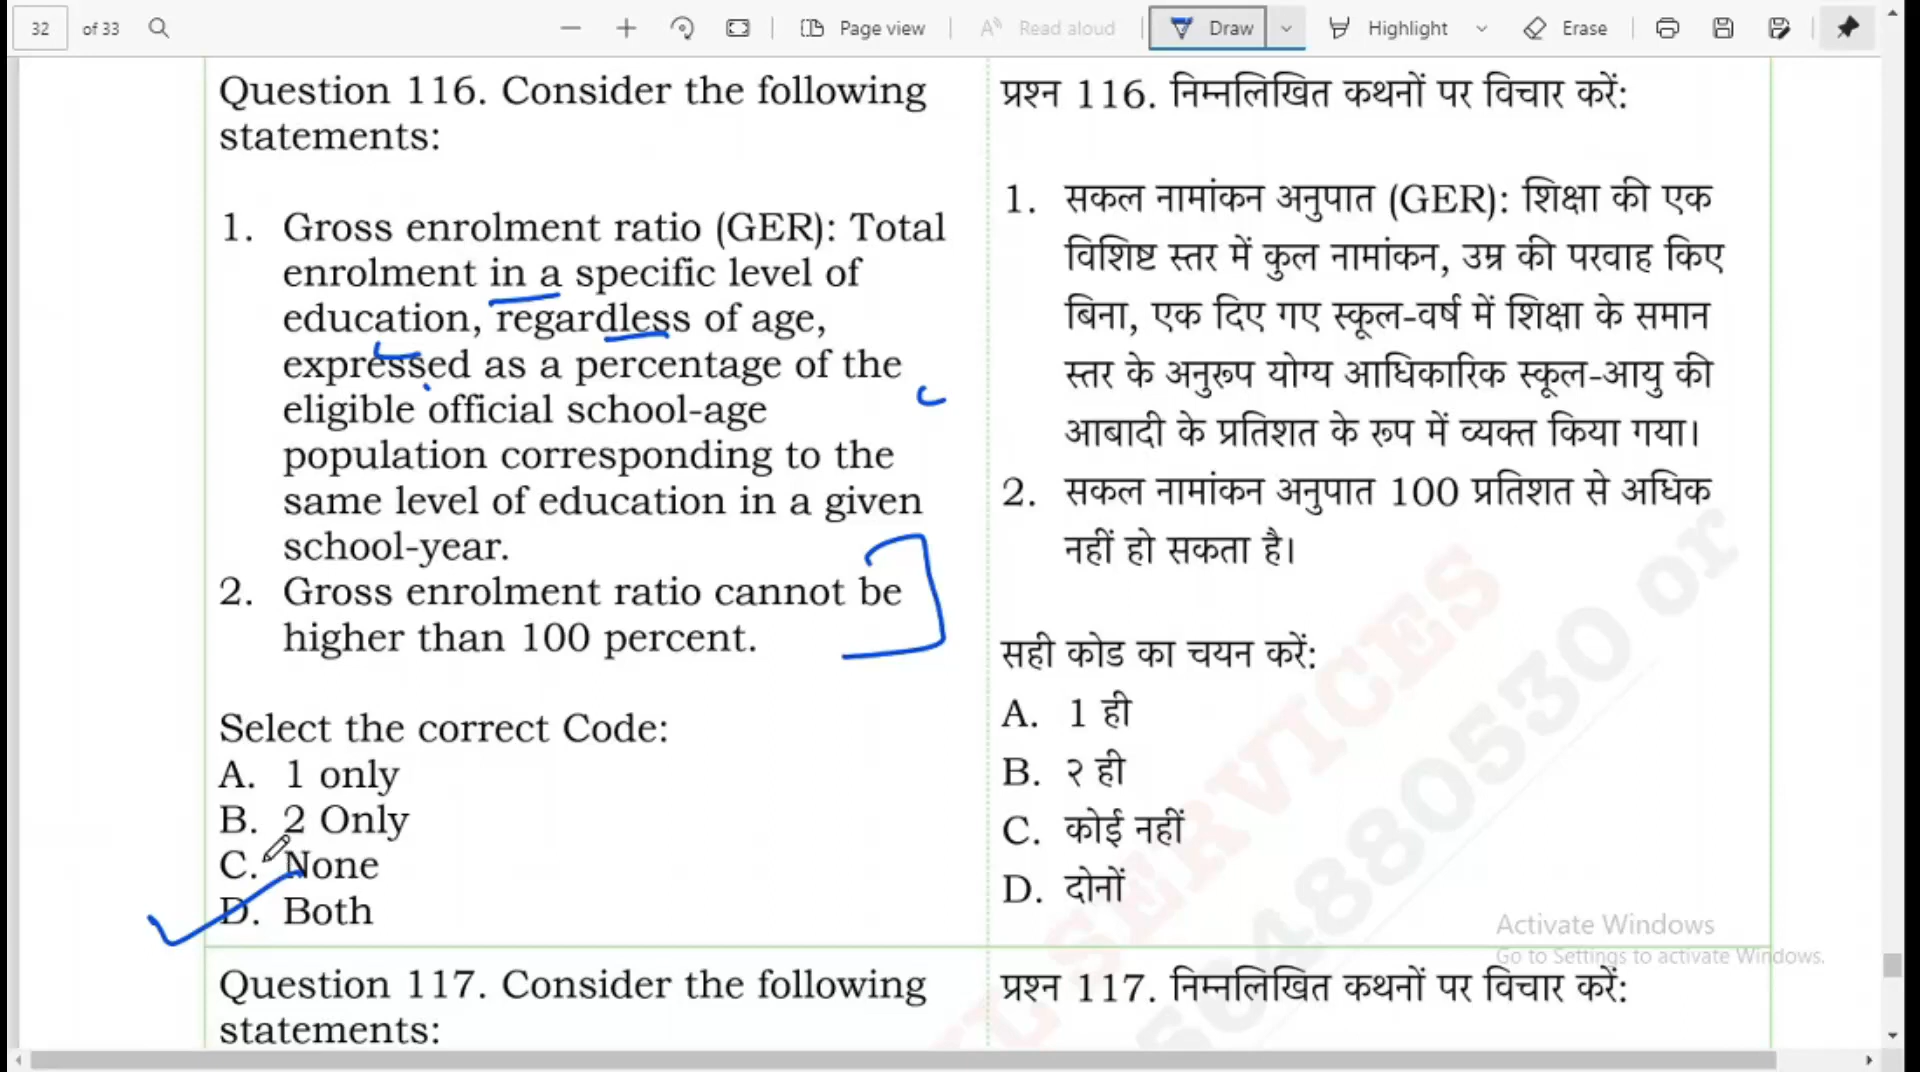 32 of 33 Page view Read aloud Draw Highlight Erase
Question 116. Consider the following
statements:
1. Gross enrolment ratio (GER): Total
enrolment in a specific level of
education, regardless of age,
expressed as a percentage of the
eligible official school-age
population corresponding to the
same level of education in a given
school-year.
2. Gross enrolment ratio cannot be
higher than 100 percent.
Select the correct Code:
A. 1 only
B. 2 Only
C. None
D. Both
Question 117. Consider the following
statements:
प्रश्न 116. निम्नलिखित कथनों पर विचार करें:
1. सकल नामांकन अनुपात (GER): शिक्षा की एक
विशिष्ट स्तर में कुल नामांकन, उम्र की परवाह किए
बिना, एक दिए गए स्कूल-वर्ष में शिक्षा के समान
स्तर के अनुरूप योग्य आधिकारिक स्कूल-आयु की
आबादी के प्रतिशत के रूप में व्यक्त किया गया।
2. सकल नामांकन अनुपात 100 प्रतिशत से अधिक
नहीं हो सकता है।
सही कोड का चयन करें:
A. 1 ही
B. २ ही
C. कोई नहीं
D. दोनों
प्रश्न 117. निम्नलिखित कथनों पर विचार करें:
SERVICES
4880530 or
Activate Windows
Go to Settings to activate Windows.